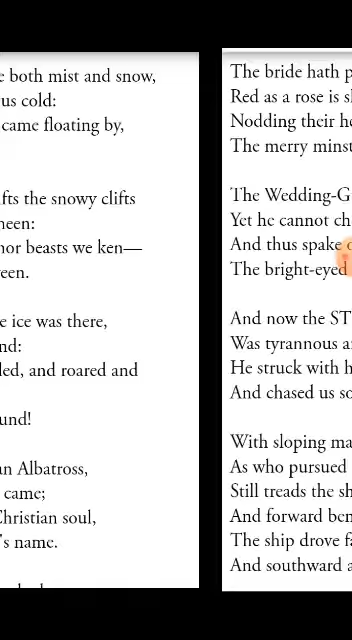 both mist and snow,
us cold:
came floating by,
fts the snowy clifts
heen:
nor beasts we ken—
een.
e ice was there,
nd:
led, and roared and
und!
an Albatross,
came;
Christian soul,
's name.
The bride hath p
Red as a rose is s
Nodding their he
The merry minst
The Wedding-G
Yet he cannot ch
And thus spake
The bright-eyed
And now the ST
Was tyrannous a
He struck with h
And chased us so
With sloping ma
As who pursued
Still treads the sh
And forward ben
The ship drove fa
And southward a